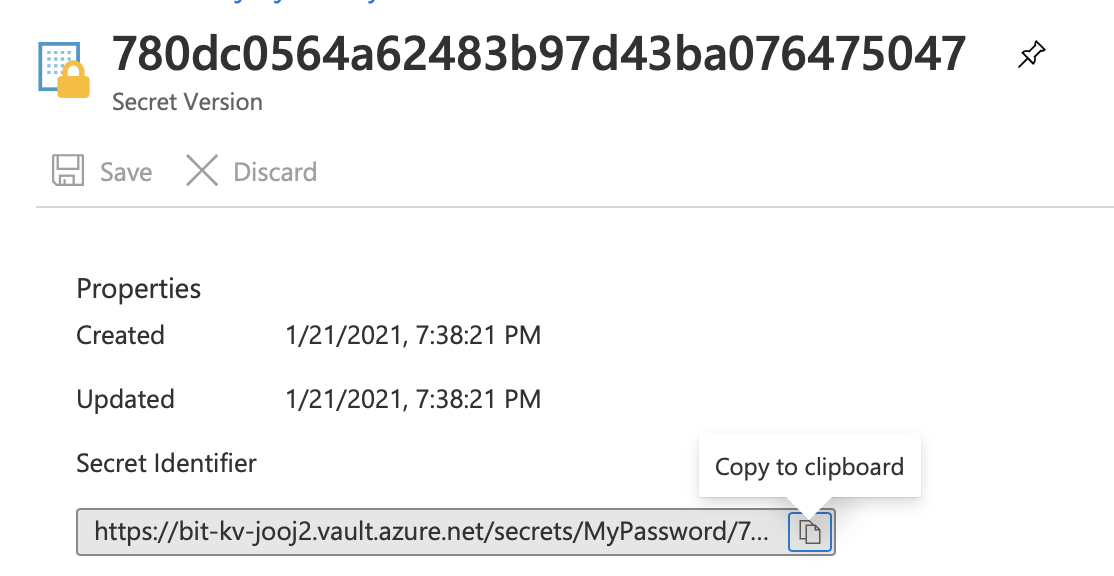 780dc0564a62483b97d43ba076475047
Secret Version
Save Discard
Properties
Created 1/21/2021, 7:38:21 PM
Updated 1/21/2021, 7:38:21 PM
Secret Identifier
Copy to clipboard
https://bit-kv-jooj2.vault.azure.net/secrets/MyPassword/7...